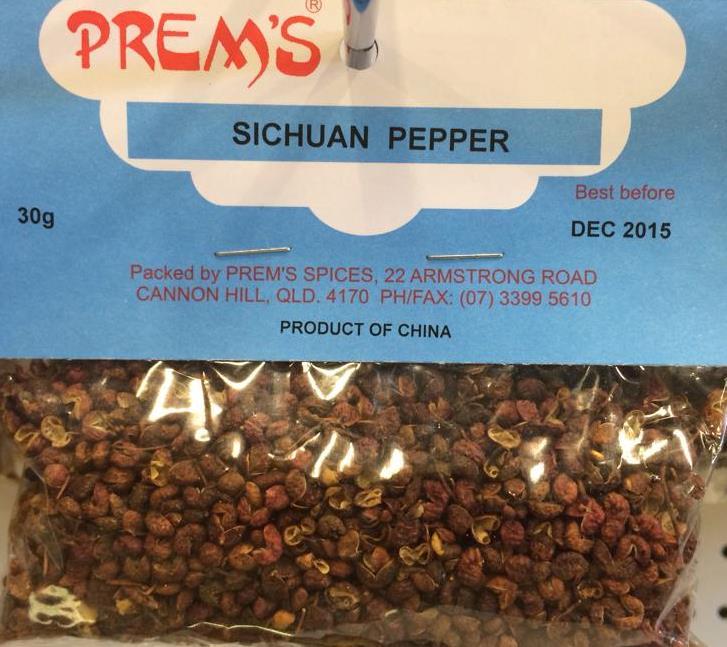 PREM'S®
SICHUAN PEPPER
30g
Best before
DEC 2015
Packed by PREM'S SPICES, 22 ARMSTRONG ROAD
CANNON HILL, QLD. 4170 PH/FAX: (07) 3399 5610
PRODUCT OF CHINA